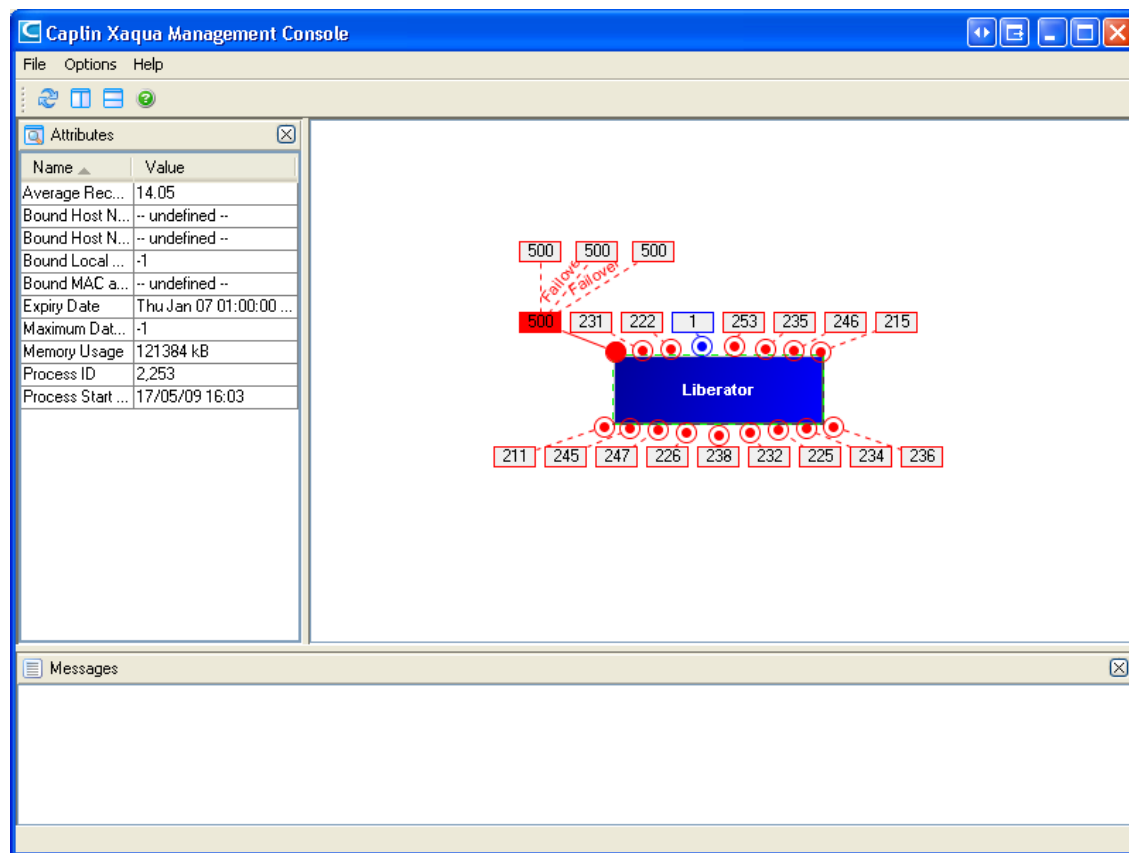 Caplin Xaqua Management Console
File Options Help
Attributes
Name Value
Average Rec... 14.05
Bound Host N... -- undefined --
Bound Host N... -- undefined --
Bound Local ... -1
Bound MAC a... -- undefined --
Expiry Date Thu Jan 07 01:00:00 ...
Maximum Dat... -1
Memory Usage 121384 kB
Process ID 2,253
Process Start ... 17/05/09 16:03
500 500 500
Failover Failover
500 231 222 1 253 235 246 215
Liberator
211 245 247 226 238 232 225 234 236
Messages